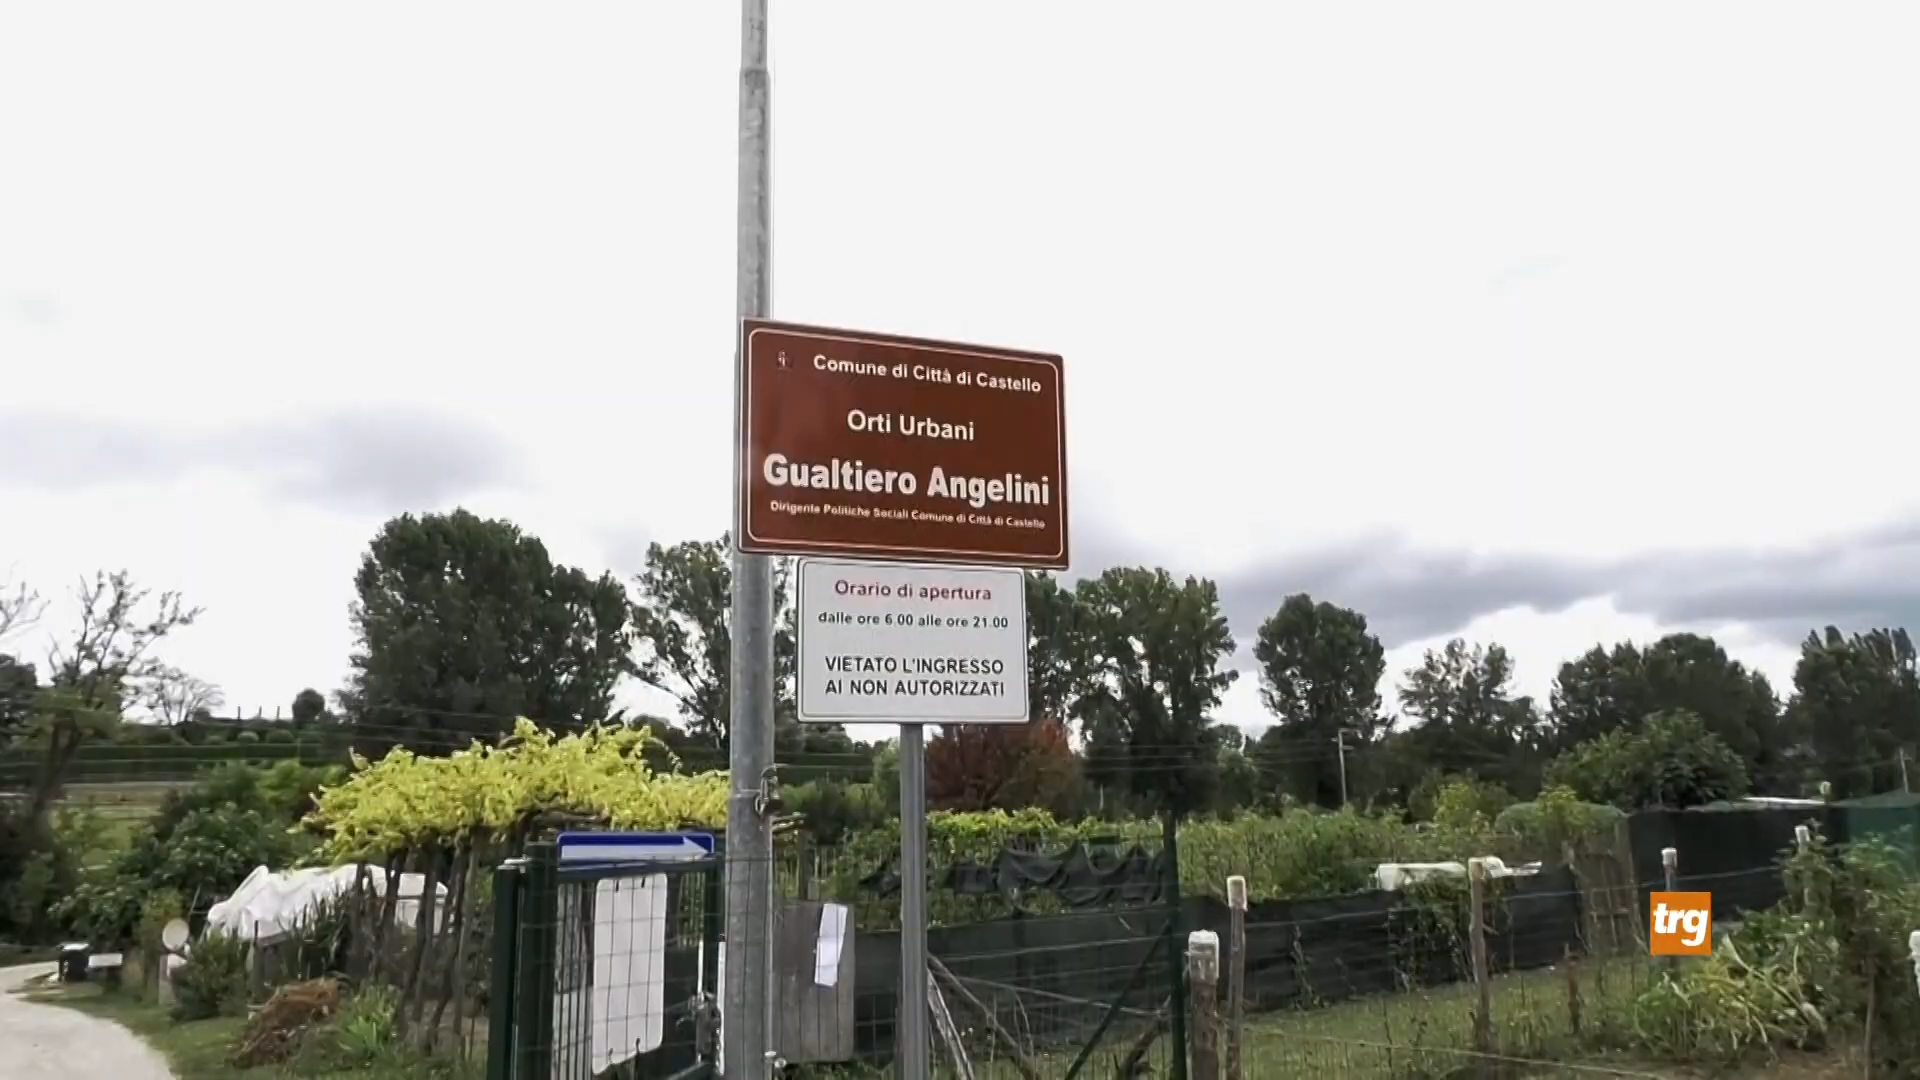 Comune di Città di Castello
Orti Urbani
Gualtiero Angelini
Dirigente Politiche Sociali Comune di Città di Castello
Orario di apertura
dalle ore 6.00 alle ore 21.00
VIETATO L'INGRESSO
AI NON AUTORIZZATI
trg